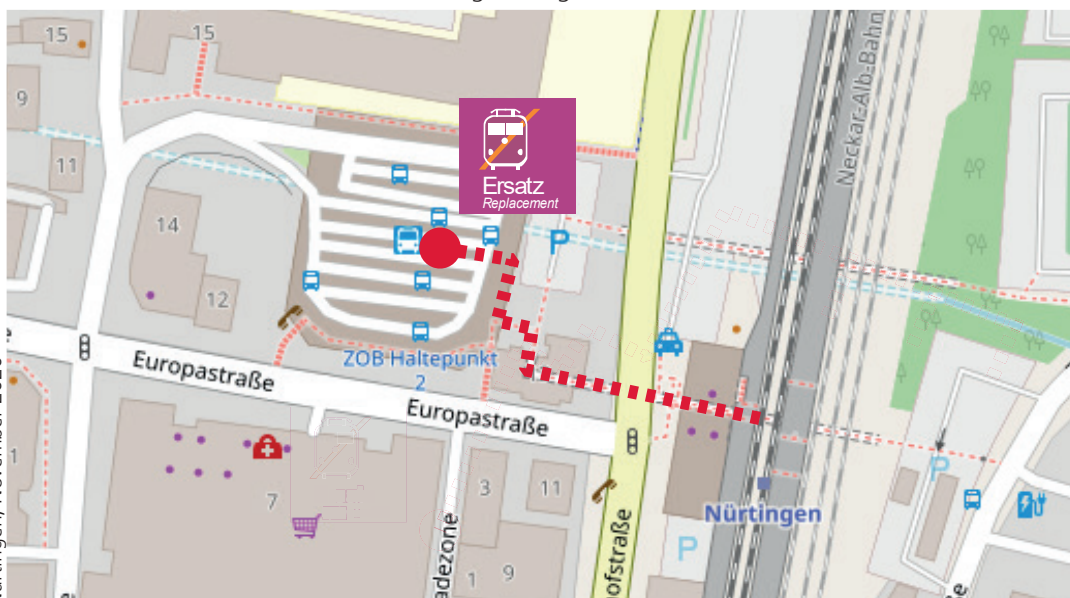 15
15
9
11
Ersatz
Replacement
Neckar-Alb-Bahn
14
12
P
ZOB Haltepunkt
2
Europastraße
Europastraße
1
7
3
11
1
9
P
P
Nürtingen